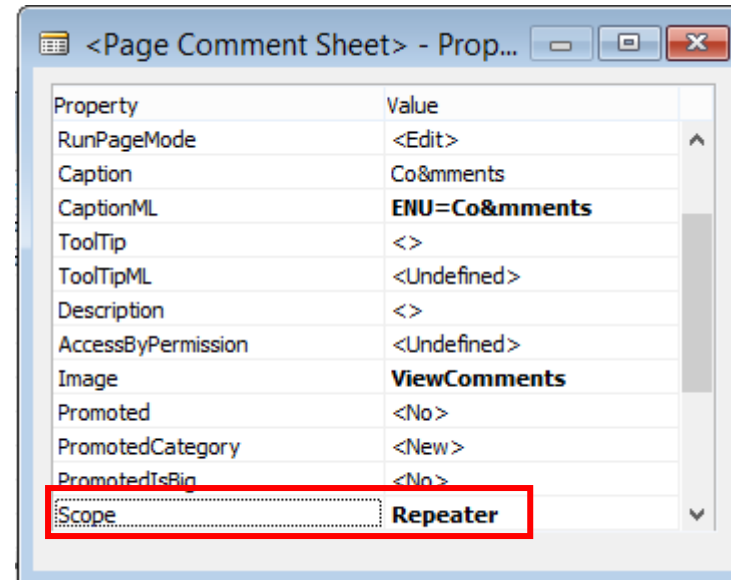 <Page Comment Sheet> - Prop...
Property Value
RunPageMode <Edit>
Caption Co&mments
CaptionML ENU=Co&mments
ToolTip <>
ToolTipML <Undefined>
Description <>
AccessByPermission <Undefined>
Image ViewComments
Promoted <No>
PromotedCategory <New>
PromotedIsBig <No>
Scope Repeater